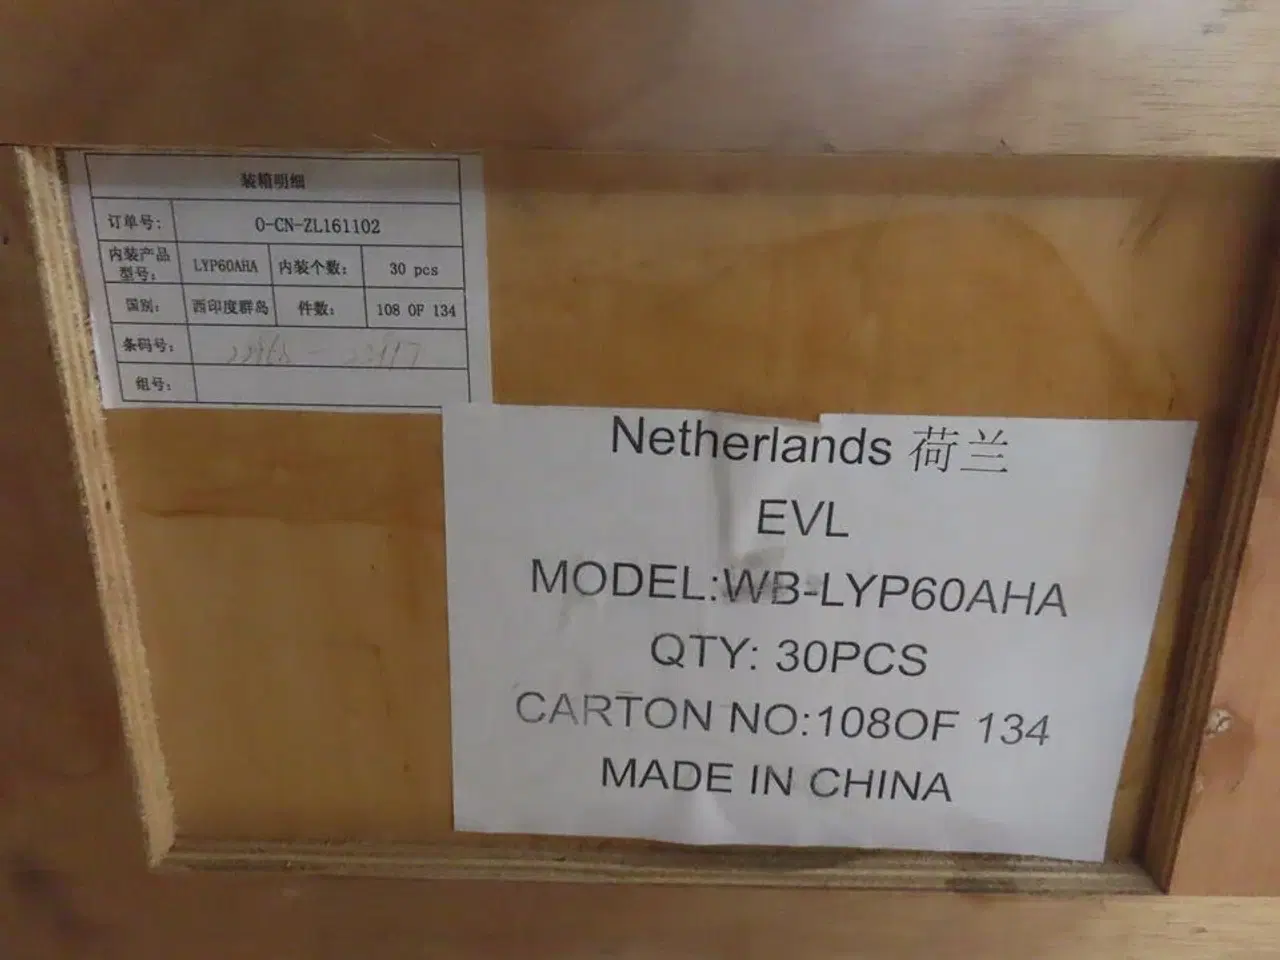 装箱明细
订单号: O-CN-ZL161102
内装产品型号: LYP60AHA 内装个数: 30 pcs
国别: 西印度群岛 件数: 108 OF 134
条码号:
组号:
Netherlands 荷兰
EVL
MODEL:WB-LYP60AHA
QTY: 30PCS
CARTON NO:108OF 134
MADE IN CHINA